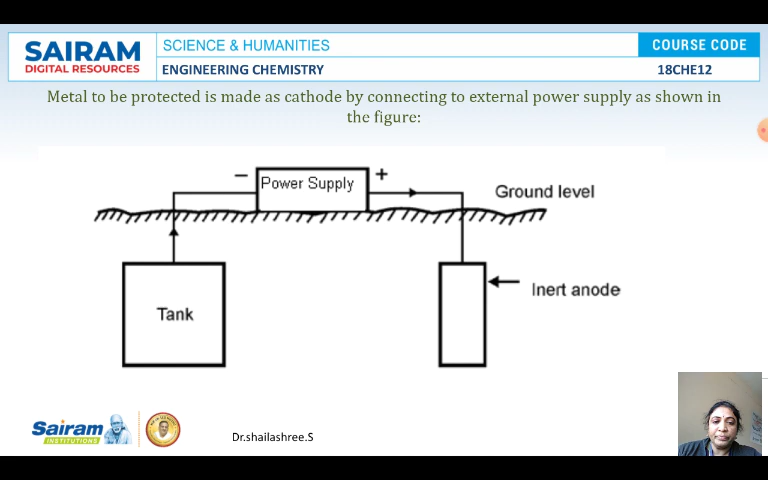 SAIRAM
DIGITAL RESOURCES
SCIENCE & HUMANITIES
COURSE CODE
ENGINEERING CHEMISTRY
18CHE12
Metal to be protected is made as cathode by connecting to external power supply as shown in
the figure:
− Power Supply +
Ground level
Tank
Inert anode
Sairam
INSTITUTIONS
Dr.shailashree.S